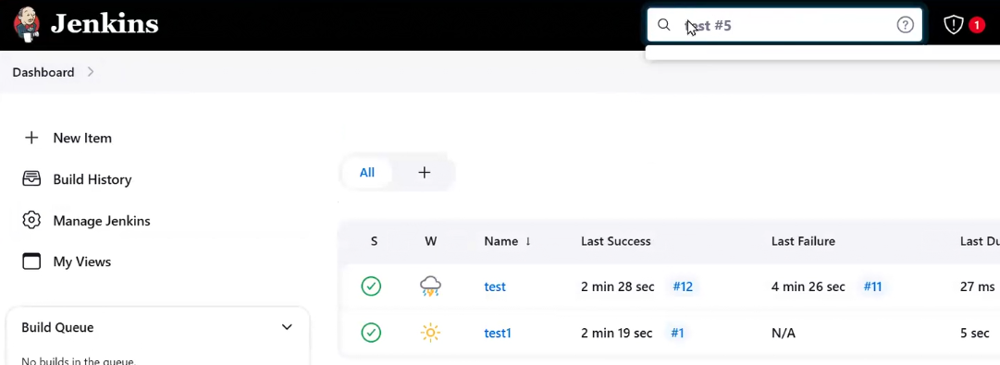 Jenkins
test #5
1
Dashboard
New Item
Build History
Manage Jenkins
My Views
All
S W Name ↓ Last Success Last Failure Last Du
test 2 min 28 sec #12 4 min 26 sec #11 27 ms
test1 2 min 19 sec #1 N/A 5 sec
Build Queue
No builds in the queue.